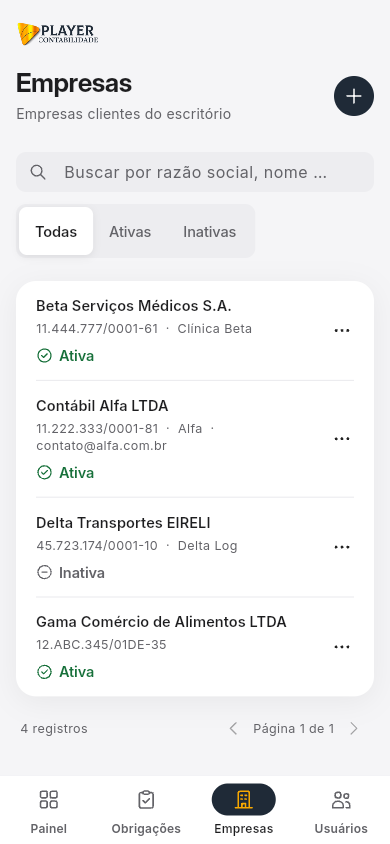 PLAYER
CONTABILIDADE
Empresas
Empresas clientes do escritório
Buscar por razão social, nome ...
Todas Ativas Inativas
Beta Serviços Médicos S.A.
11.444.777/0001-61 · Clínica Beta
Ativa
Contábil Alfa LTDA
11.222.333/0001-81 · Alfa ·
contato@alfa.com.br
Ativa
Delta Transportes EIRELI
45.723.174/0001-10 · Delta Log
Inativa
Gama Comércio de Alimentos LTDA
12.ABC.345/01DE-35
Ativa
4 registros Página 1 de 1
Painel Obrigações Empresas Usuários